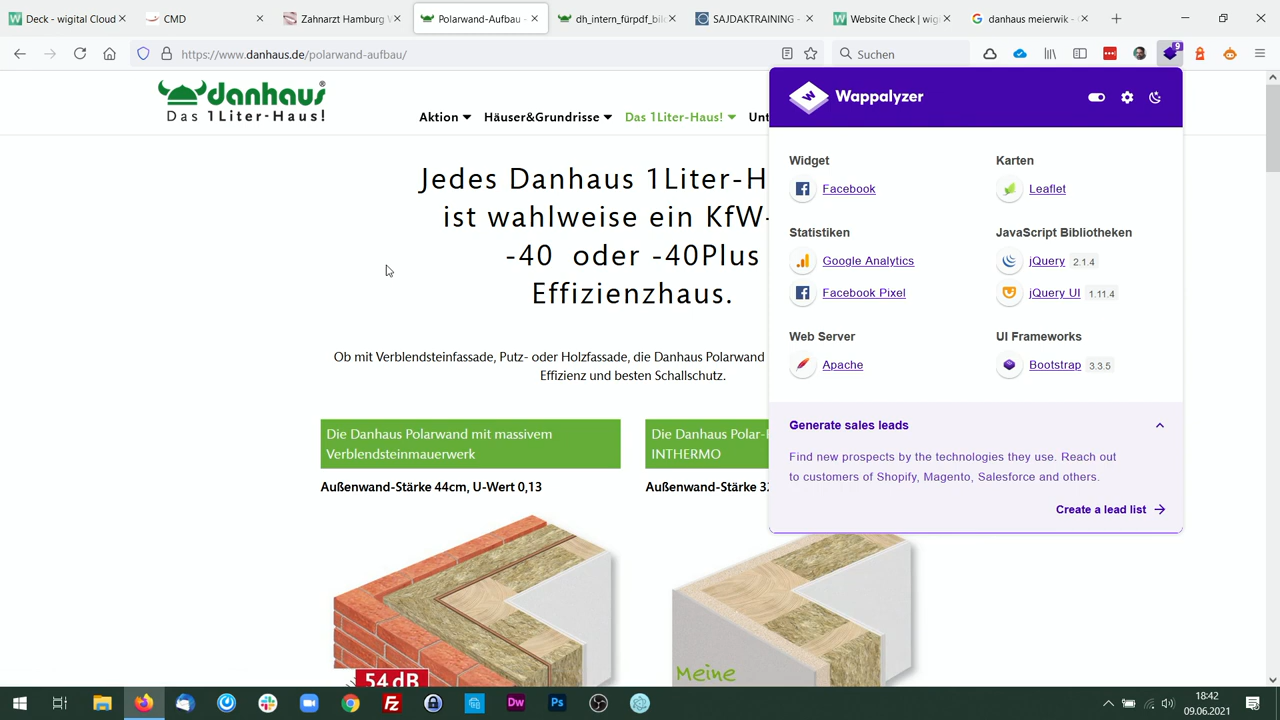 Deck - wigital Cloud
CMD
Zahnarzt Hamburg
Polarwand-Aufbau -
dh_intern_fürpdf_bil
SAJDAKTRAINING -
Website Check | wig
danhaus meierwik -
https://www.danhaus.de/polarwand-aufbau/
Suchen
9
danhaus®
Das 1Liter-Haus!
Aktion
Häuser&Grundrisse
Das 1Liter-Haus!
Unt
Jedes Danhaus 1Liter-H
ist wahlweise ein KfW-
-40 oder -40Plus
Effizienzhaus.
Ob mit Verblendsteinfassade, Putz- oder Holzfassade, die Danhaus Polarwand
Effizienz und besten Schallschutz.
Die Danhaus Polarwand mit massivem
Verblendsteinmauerwerk
Außenwand-Stärke 44cm, U-Wert 0,13
54 dB
Die Danhaus Polar-
INTHERMO
Außenwand-Stärke 3
Meine
Wappalyzer
Widget
Facebook
Statistiken
Google Analytics
Facebook Pixel
Web Server
Apache
Karten
Leaflet
JavaScript Bibliotheken
jQuery 2.1.4
jQuery UI 1.11.4
UI Frameworks
Bootstrap 3.3.5
Generate sales leads
Find new prospects by the technologies they use. Reach out
to customers of Shopify, Magento, Salesforce and others.
Create a lead list
Dw
Ps
18:42
09.06.2021